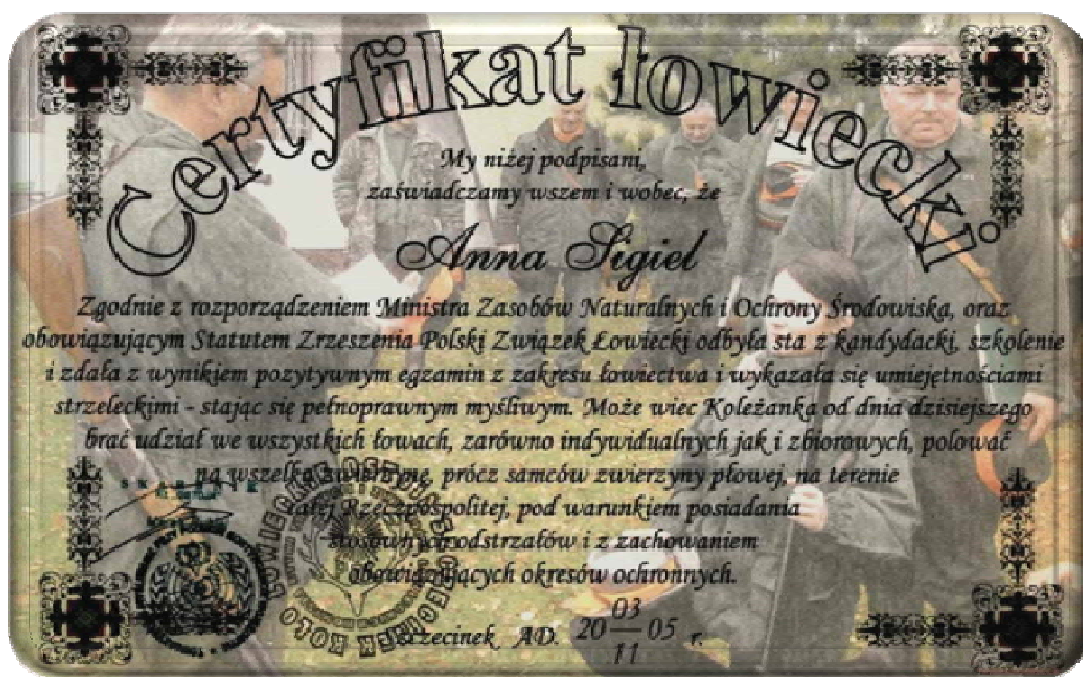 Certyfikat łowiecki
My niżej podpisani,
zaświadczamy wszem i wobec, że
Anna Sigiel
Zgodnie z rozporządzeniem Ministra Zasobów Naturalnych i Ochrony Środowiska, oraz
obowiązującym Statutem Zrzeszenia Polski Związek Łowiecki odbyła staż kandydacki, szkolenie
i zdała z wynikiem pozytywnym egzamin z zakresu łowiectwa i wykazała się umiejętnościami
strzeleckimi - stając się pełnoprawnym myśliwym. Może wiec Koleżanka od dnia dzisiejszego
brać udział we wszystkich łowach, zarówno indywidualnych jak i zbiorowych, polować
na wszelką zwierzynę, prócz samców zwierzyny płowej, na terenie
całej Rzeczpospolitej, pod warunkiem posiadania
stosownych odstrzałów i z zachowaniem
obowiązujących okresów ochronnych.
Szczecinek AD. 20 03 / 11 05 r.